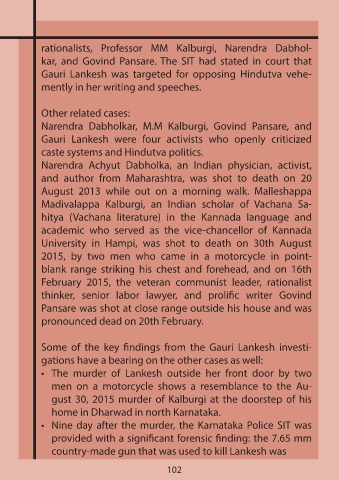 rationalists, Professor MM Kalburgi, Narendra Dabhol-
kar, and Govind Pansare. The SIT had stated in court that
Gauri Lankesh was targeted for opposing Hindutva vehe-
mently in her writing and speeches.
Other related cases:
Narendra Dabholkar, M.M Kalburgi, Govind Pansare, and
Gauri Lankesh were four activists who openly criticized
caste systems and Hindutva politics.
Narendra Achyut Dabholka, an Indian physician, activist,
and author from Maharashtra, was shot to death on 20
August 2013 while out on a morning walk. Malleshappa
Madivalappa Kalburgi, an Indian scholar of Vachana Sa-
hitya (Vachana literature) in the Kannada language and
academic who served as the vice-chancellor of Kannada
University in Hampi, was shot to death on 30th August
2015, by two men who came in a motorcycle in point-
blank range striking his chest and forehead, and on 16th
February 2015, the veteran communist leader, rationalist
thinker, senior labor lawyer, and prolific writer Govind
Pansare was shot at close range outside his house and was
pronounced dead on 20th February.
Some of the key findings from the Gauri Lankesh investi-
gations have a bearing on the other cases as well:
• The murder of Lankesh outside her front door by two
men on a motorcycle shows a resemblance to the Au-
gust 30, 2015 murder of Kalburgi at the doorstep of his
home in Dharwad in north Karnataka.
• Nine day after the murder, the Karnataka Police SIT was
provided with a significant forensic finding: the 7.65 mm
country-made gun that was used to kill Lankesh was
102